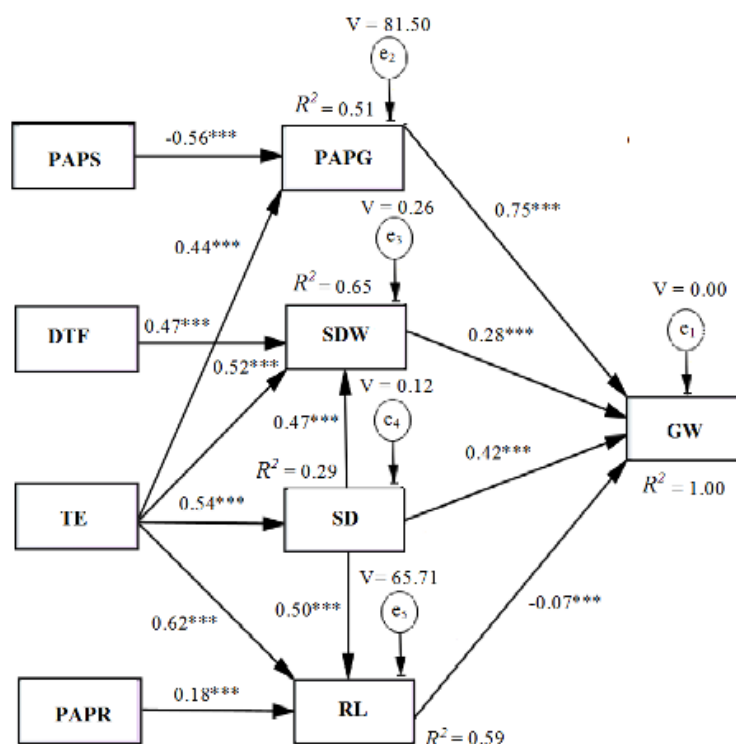 V = 81.50
e₂
R² = 0.51
PAPS
-0.56***
PAPG
V = 0.26
0.75***
e₃
0.44***
R² = 0.65
V = 0.00
DTF
0.47***
SDW
e₁
0.28***
0.52***
V = 0.12
0.47***
e₄
GW
0.42***
R² = 0.29
R² = 1.00
TE
0.54***
SD
V= 65.71
0.50***
e₅
-0.07***
0.62***
PAPR
0.18***
RL
R² = 0.59